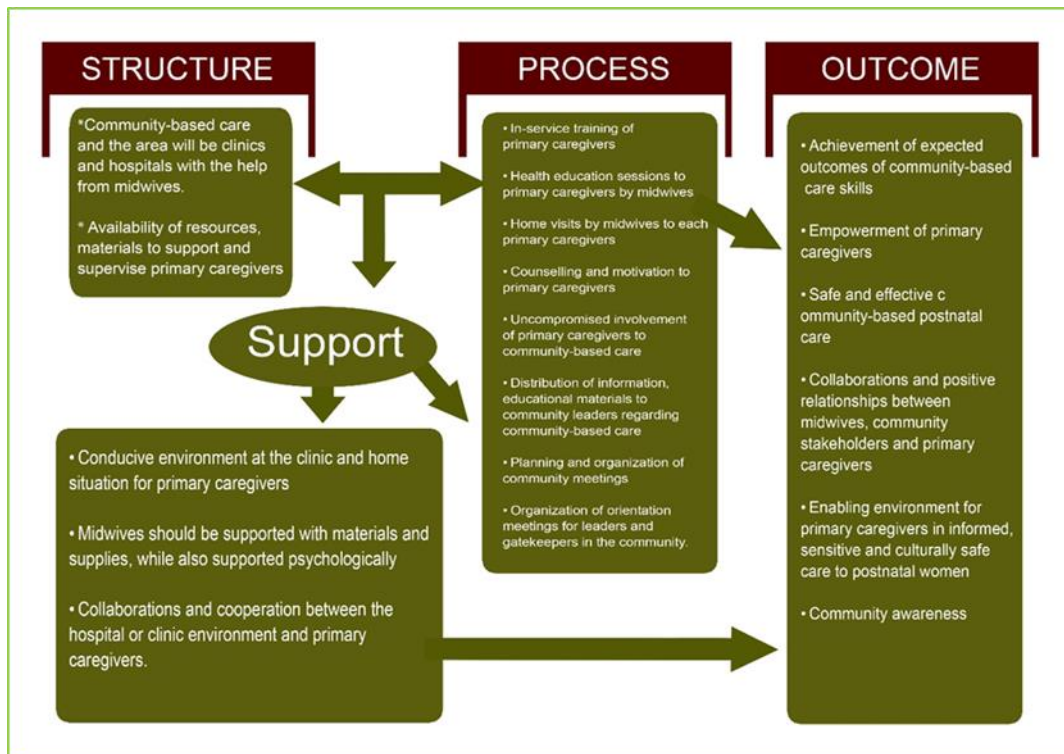 STRUCTURE
*Community-based care
and the area will be clinics
and hospitals with the help
from midwives.
* Availability of resources,
materials to support and
supervise primary caregivers
Support
• Conducive environment at the clinic and home
situation for primary caregivers
• Midwives should be supported with materials and
supplies, while also supported psychologically
• Collaborations and cooperation between the
hospital or clinic environment and primary
caregivers.
PROCESS
• In-service training of
primary caregivers
• Health education sessions to
primary caregivers by midwives
• Home visits by midwives to each
primary caregivers
• Counselling and motivation to
primary caregivers
• Uncompromised involvement
of primary caregivers to
community-based care
• Distribution of information,
educational materials to
community leaders regarding
community-based care
• Planning and organization of
community meetings
• Organization of orientation
meetings for leaders and
gatekeepers in the community.
OUTCOME
• Achievement of expected
outcomes of community-based
care skills
• Empowerment of primary
caregivers
• Safe and effective c
ommunity-based postnatal
care
• Collaborations and positive
relationships between
midwives, community
stakeholders and primary
caregivers
• Enabling environment for
primary caregivers in informed,
sensitive and culturally safe
care to postnatal women
• Community awareness